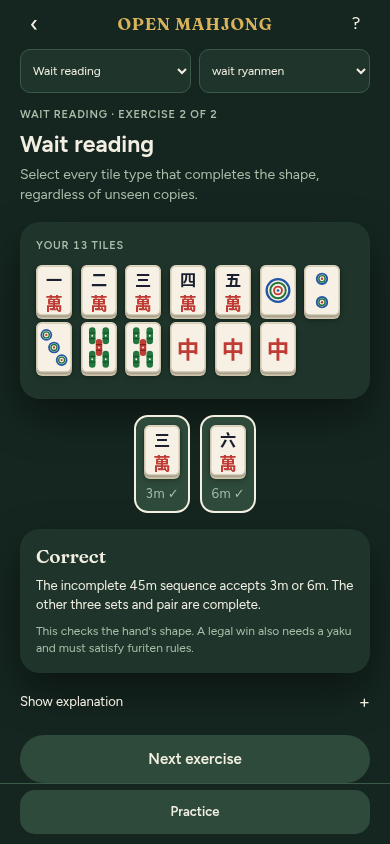 ‹ OPEN MAHJONG ?
Wait reading wait ryanmen
WAIT READING · EXERCISE 2 OF 2
Wait reading
Select every tile type that completes the shape,
regardless of unseen copies.
YOUR 13 TILES
一萬 二萬 三萬 四萬 五萬
中 中 中
三萬 六萬
3m ✓ 6m ✓
Correct
The incomplete 45m sequence accepts 3m or 6m. The
other three sets and pair are complete.
This checks the hand's shape. A legal win also needs a yaku
and must satisfy furiten rules.
Show explanation +
Next exercise
Practice